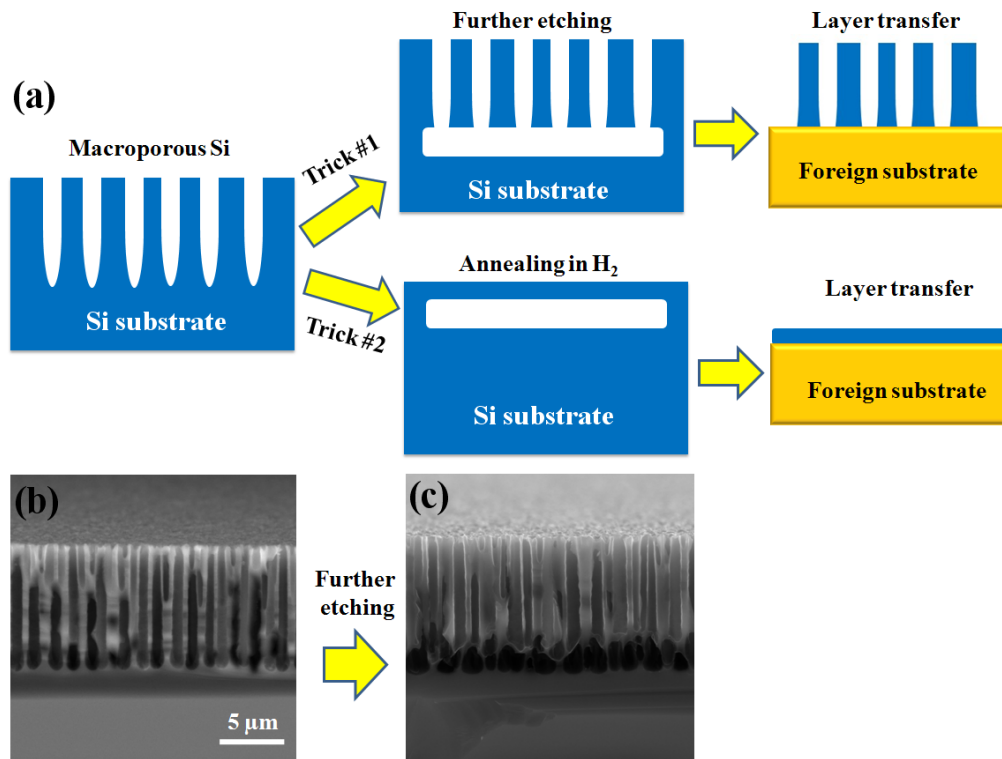 (a)
Macroporous Si
Si substrate
Trick #1
Trick #2
Further etching
Si substrate
Layer transfer
Foreign substrate
Annealing in H₂
Si substrate
Layer transfer
Foreign substrate
(b)
5 µm
Further
etching
(c)